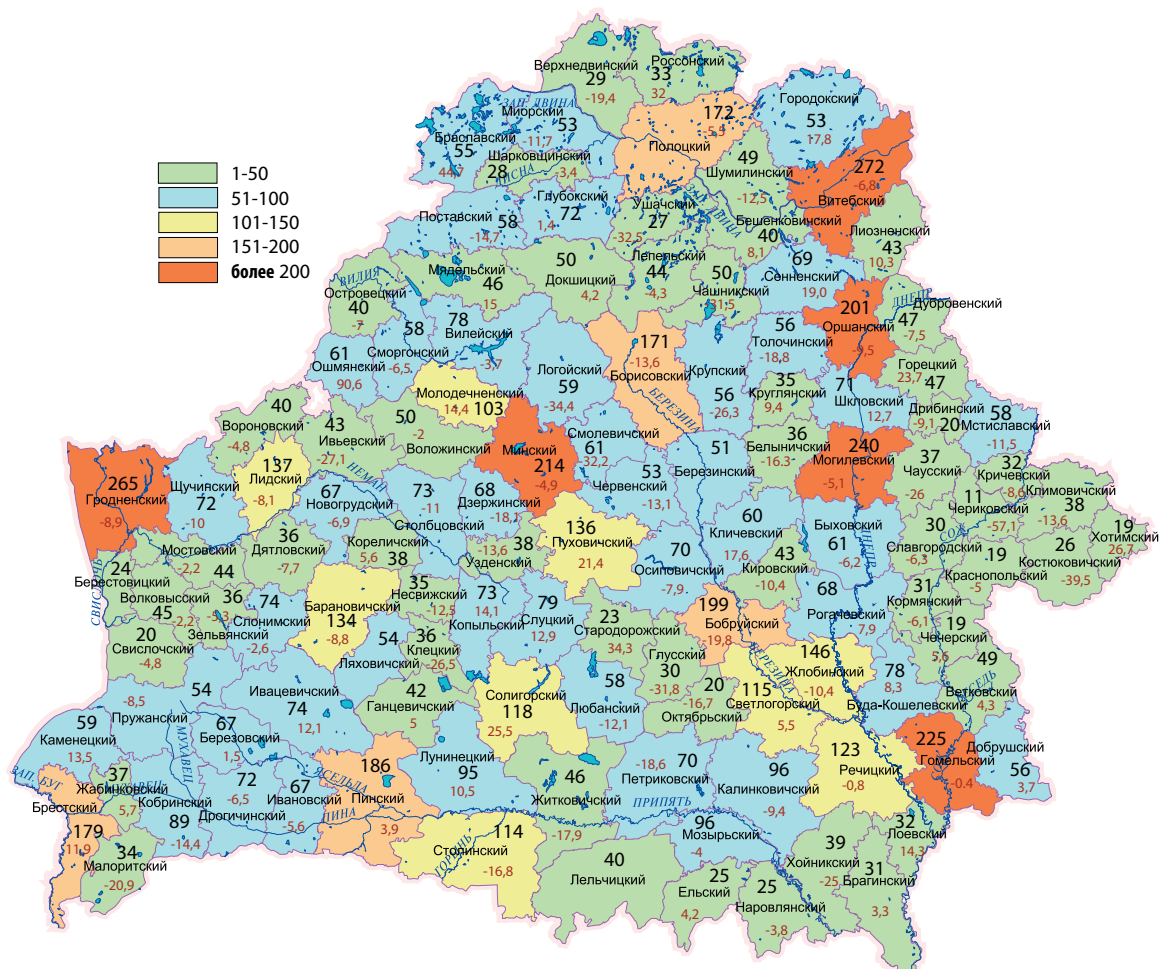 1-50
51-100
101-150
151-200
более 200
Верхнедвинский
29
-19,4
Россонский
33
32
ЗАП. ДВИНА
Миорский
53
-11,7
Браславский
55
44,7
Шарковщинский
28
-3,4
172
5,5
Полоцкий
Городокский
53
17,8
49
Шумилинский
-12,5
272
-6,8
Витебский
Лиозненский
43
10,3
Поставский
58
-14,7
Глубокский
72
1,4
Ушачский
27
-32,5
Бешенковичский
40
8,1
Сенненский
69
19,0
Мядельский
46
-15
50
Докшицкий
4,2
Лепельский
44
-4,3
50
Чашникский
31,5
ВИЛИЯ
Островецкий
40
-7
201
Оршанский
-9,5
ДНЕПР
Дубровенский
47
-7,5
58
Сморгонский
-6,5
78
Вилейский
-3,7
61
Ошмянский
90,6
Молодечненский
14,4
103
Логойский
59
-34,4
171
-13,6
Борисовский
БЕРЕЗИНА
Крупский
56
-26,3
56
Толочинский
-18,8
35
Круглянский
9,4
71
Шкловский
12,7
Горецкий
23,7
47
Дрибинский
-9,1
20
58
Мстиславский
-11,5
40
Вороновский
-4,8
43
Ивьевский
-27,1
50
-2
Воложинский
Минский
214
-4,9
Смолевичский
61
32,2
Червенский
53
-13,1
51
Березинский
36
Белыничский
-16,3
240
Могилевский
-5,1
37
Чаусский
-26
32
Кричевский
-8,6
11
Чериковский
-57,1
Климовичский
38
-13,6
19
Хотимский
26,7
26
Костюковичский
-39,5
265
Гродненский
-8,9
Щучинский
72
-10
137
Лидский
-8,1
НЕМАН
67
Новогрудский
-6,9
73
-11
Столбцовский
68
Дзержинский
-18,1
136
Пуховичский
21,4
60
Кличевский
17,6
Быховский
61
-6,2
30
Славгородский
-6,3
19
Краснопольский
-5
Мостовский
-2,2
44
36
Дятловский
-7,7
Кореличский
5,6
38
-13,6
38
Узденский
70
Осиповичский
-7,9
43
Кировский
-10,4
68
Рогачевский
7,9
31
Кормянский
-6,1
19
Чечерский
5,6
24
Берестовицкий
Волковысский
45
-2,2
36
-5,3
Зельвянский
74
Слонимский
-2,6
Барановичский
134
-8,8
35
Несвижский
-12,5
73
14,1
Копыльский
79
Слуцкий
12,9
23
Стародорожский
34,3
199
Бобруйский
-19,8
146
Жлобинский
-10,4
20
Свислочский
-4,8
54
Ляховичский
36
Клецкий
-26,5
Глусский
30
-31,8
20
-16,7
Октябрьский
115
Светлогорский
5,5
78
8,3
Буда-Кошелевский
49
Ветковский
4,3
54
-8,5
Пружанский
Ивацевичский
74
12,1
42
Ганцевичский
5
Солигорский
118
25,5
58
Любанский
-12,1
59
Каменецкий
13,5
МУХАВЕЦ
67
Березовский
1,5
ЯСЕЛЬДА
186
Пинский
3,9
ПИНА
Лунинецкий
95
10,5
46
Житковичский
-17,9
70
-18,6
Петриковский
ПРИПЯТЬ
96
Калинковичский
-9,4
123
Речицкий
-0,8
225
Гомельский
-0,4
Добрушский
56
3,7
ЗАП. БУГ
37
Жабинковский
5,7
Брестский
179
11,9
Кобринский
89
-14,4
72
-6,5
Дрогичинский
67
Ивановский
-5,6
34
Малоритский
-20,9
114
Столинский
ГОРЫНЬ
-16,8
40
Лельчицкий
96
Мозырьский
-4
25
Ельский
4,2
25
Наровлянский
-3,8
39
Хойникский
-25
31
Брагинский
3,3
32
Лоевский
14,3